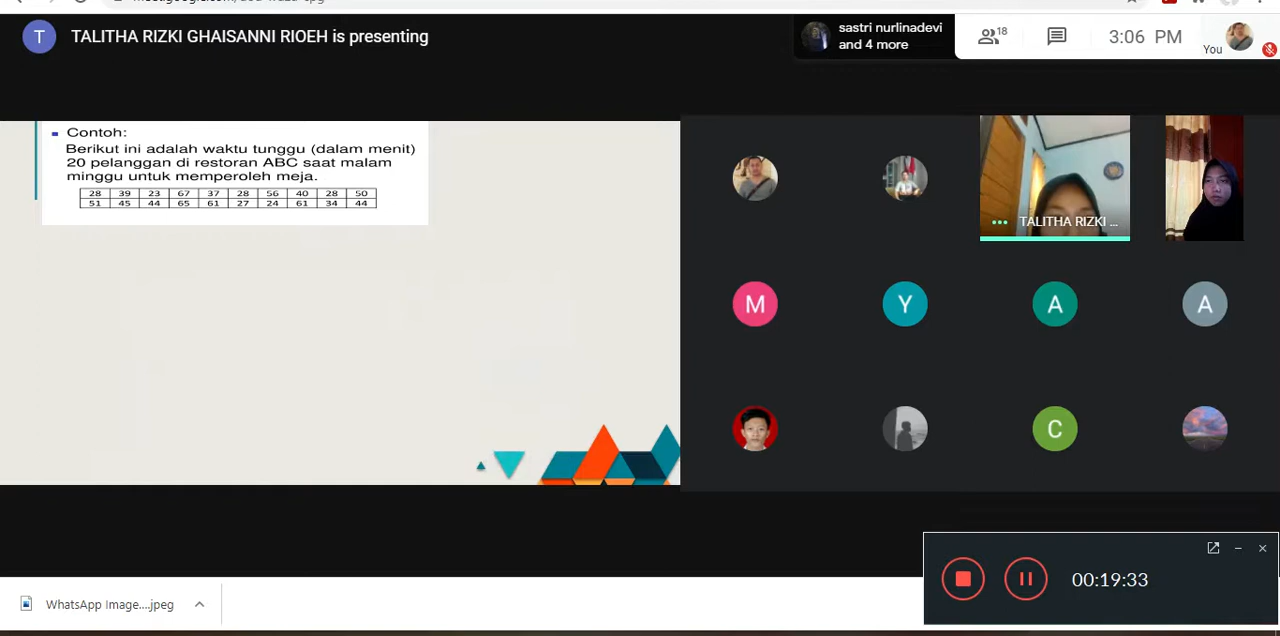 T
TALITHA RIZKI GHAISANNI RIOEH is presenting
sastri nurlinadevi
and 4 more
18
3:06 PM
You
Contoh:
Berikut ini adalah waktu tunggu (dalam menit)
20 pelanggan di restoran ABC saat malam
minggu untuk memperoleh meja.
28 39 23 67 37 28 56 40 28 50
51 45 44 65 61 27 24 61 34 44
TALITHA RIZKI ...
M
Y
A
A
C
00:19:33
WhatsApp Image....jpeg